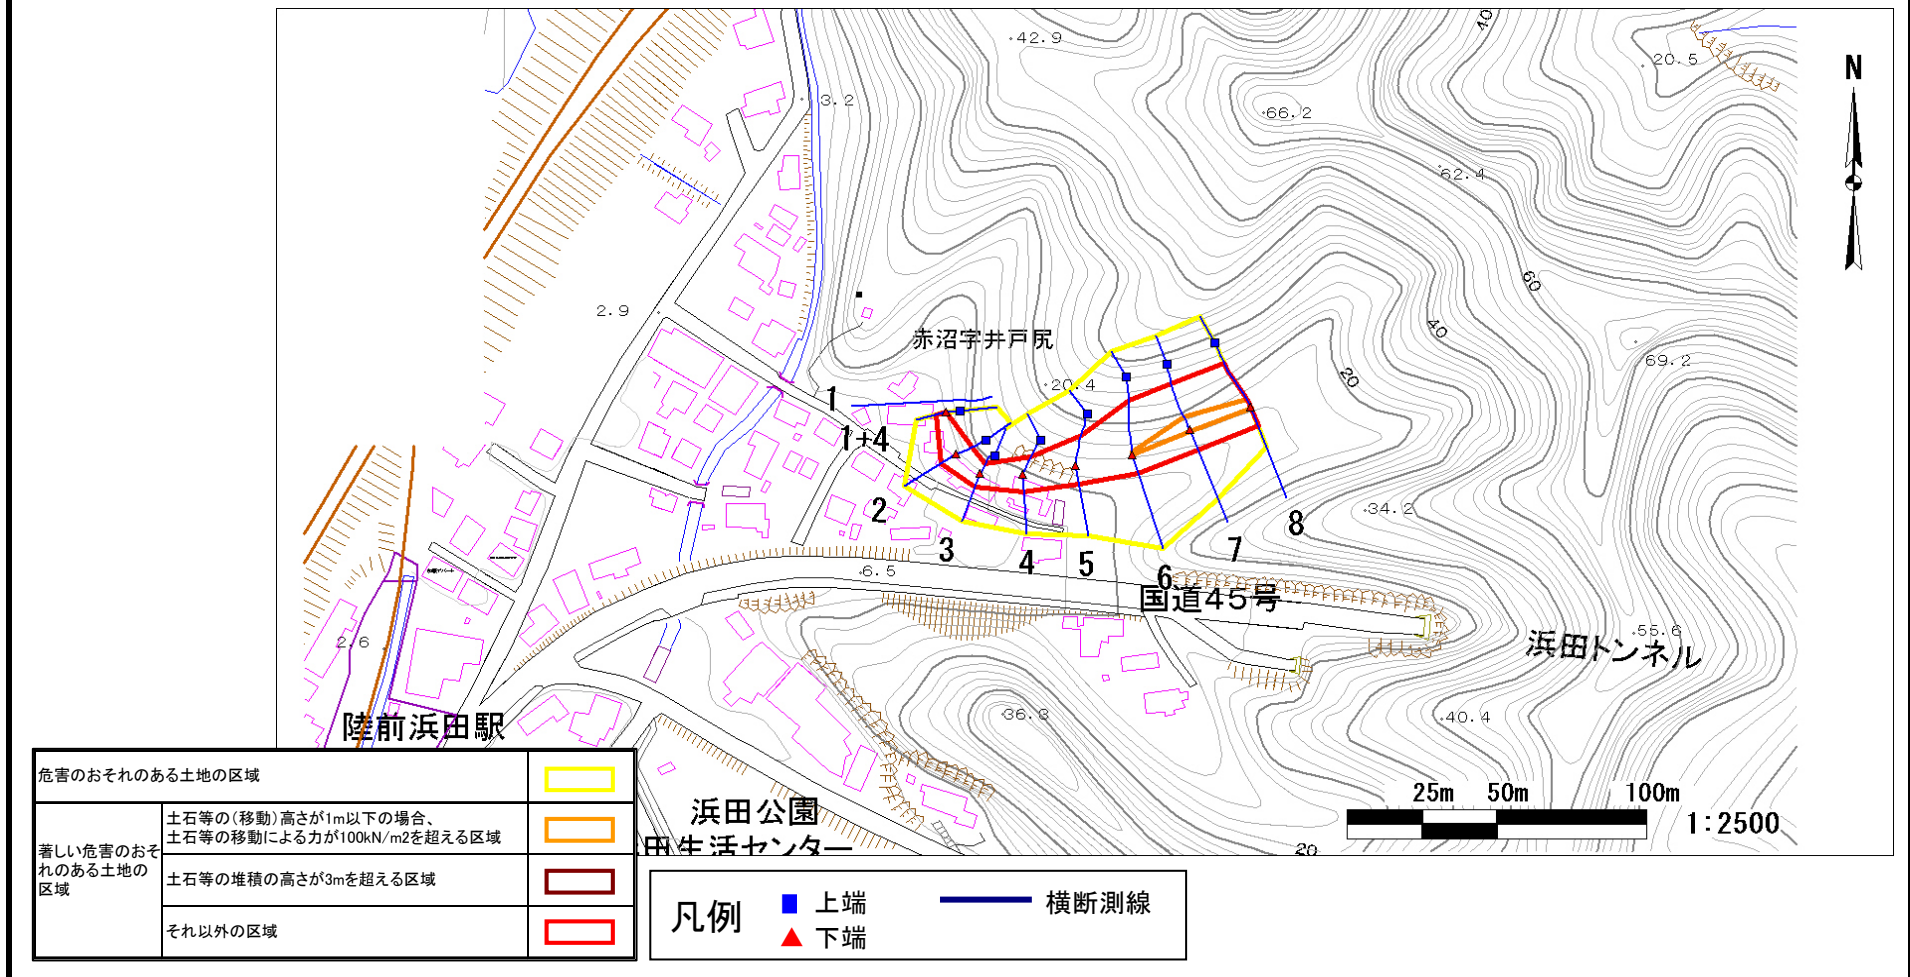 40
42.9
20.5
N
3.2
66.2
62.4
60
2.9
赤沼字井戸尻
40
69.2
20.4
20
1
1+4
2
34.2
8
3
4
5
7
6
6.5
国道45号
2.6
55.6
浜田トンネル
36.3
40.4
陸前浜田駅
危害のおそれのある土地の区域
著しい危害のおそれのある土地の区域
土石等の(移動)高さが1m以下の場合、
土石等の移動による力が100kN/m2を超える区域
土石等の堆積の高さが3mを超える区域
それ以外の区域
浜田公園
田生活センター
25m 50m 100m
1:2500
20
凡例
上端
横断測線
下端